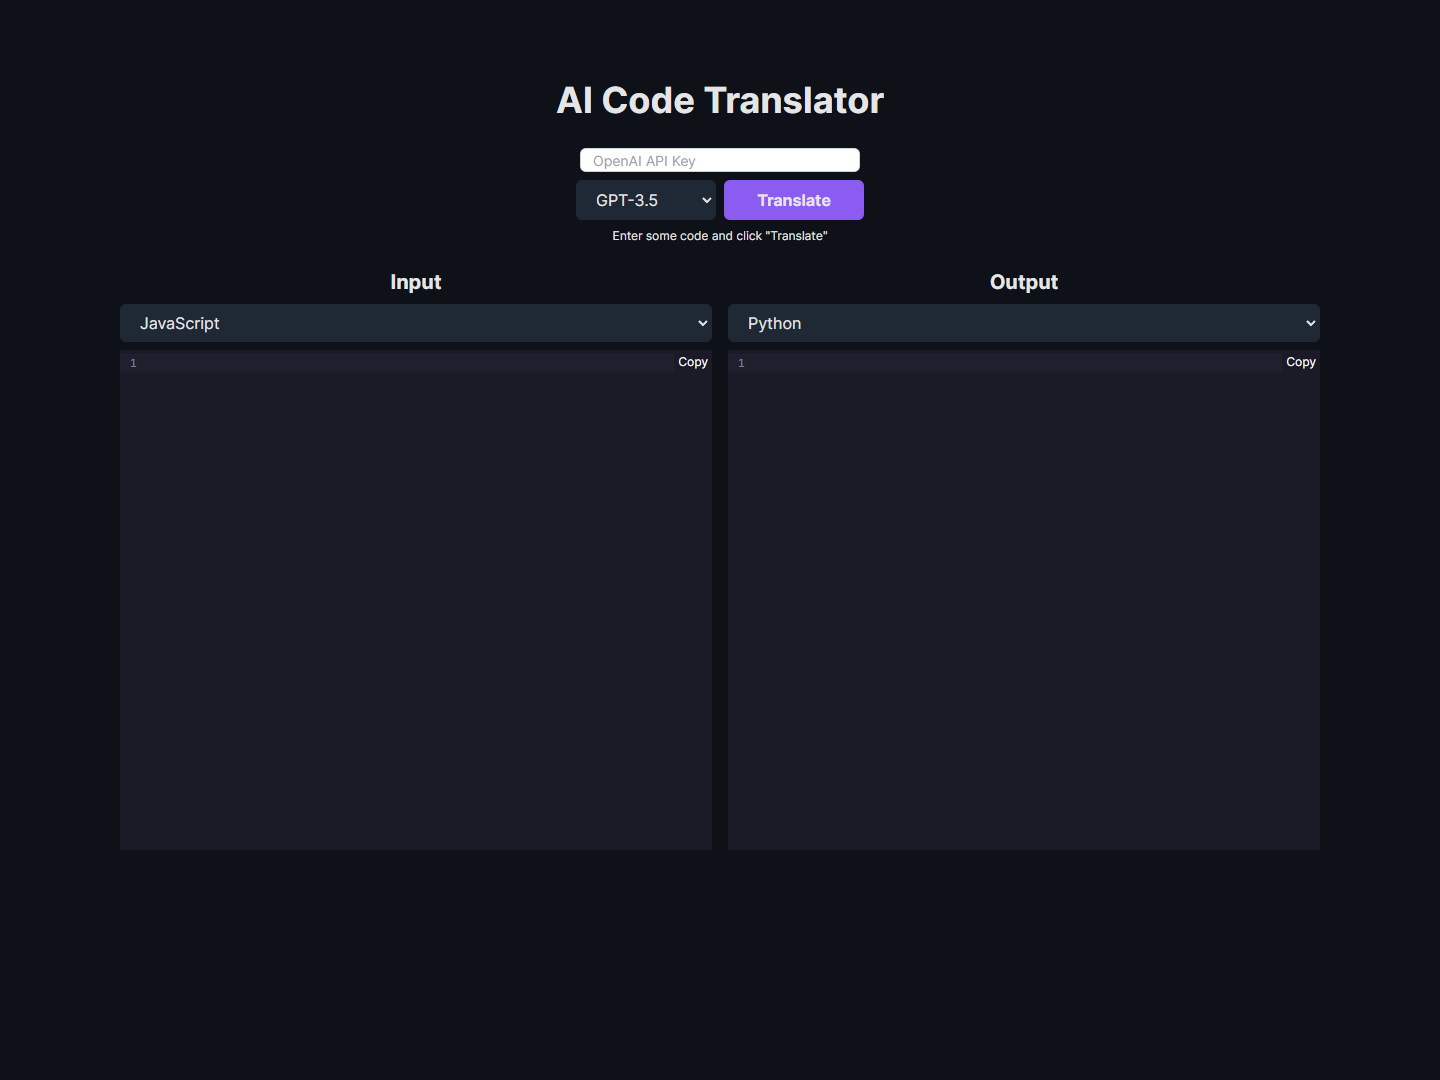 AI Code Translator
OpenAI API Key
GPT-3.5
Translate
Enter some code and click "Translate"
Input
Output
JavaScript
Python
1
Copy
1
Copy